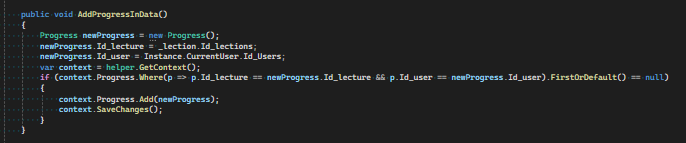 public void AddProgressInData()
{
Progress newProgress = new Progress();
newProgress.Id_lecture = _lection.Id_lections;
newProgress.Id_user = Instance.CurrentUser.Id_Users;
var context = helper.GetContext();
if (context.Progress.Where(p => p.Id_lecture == newProgress.Id_lecture && p.Id_user == newProgress.Id_user).FirstOrDefault() == null)
{
context.Progress.Add(newProgress);
context.SaveChanges();
}
}